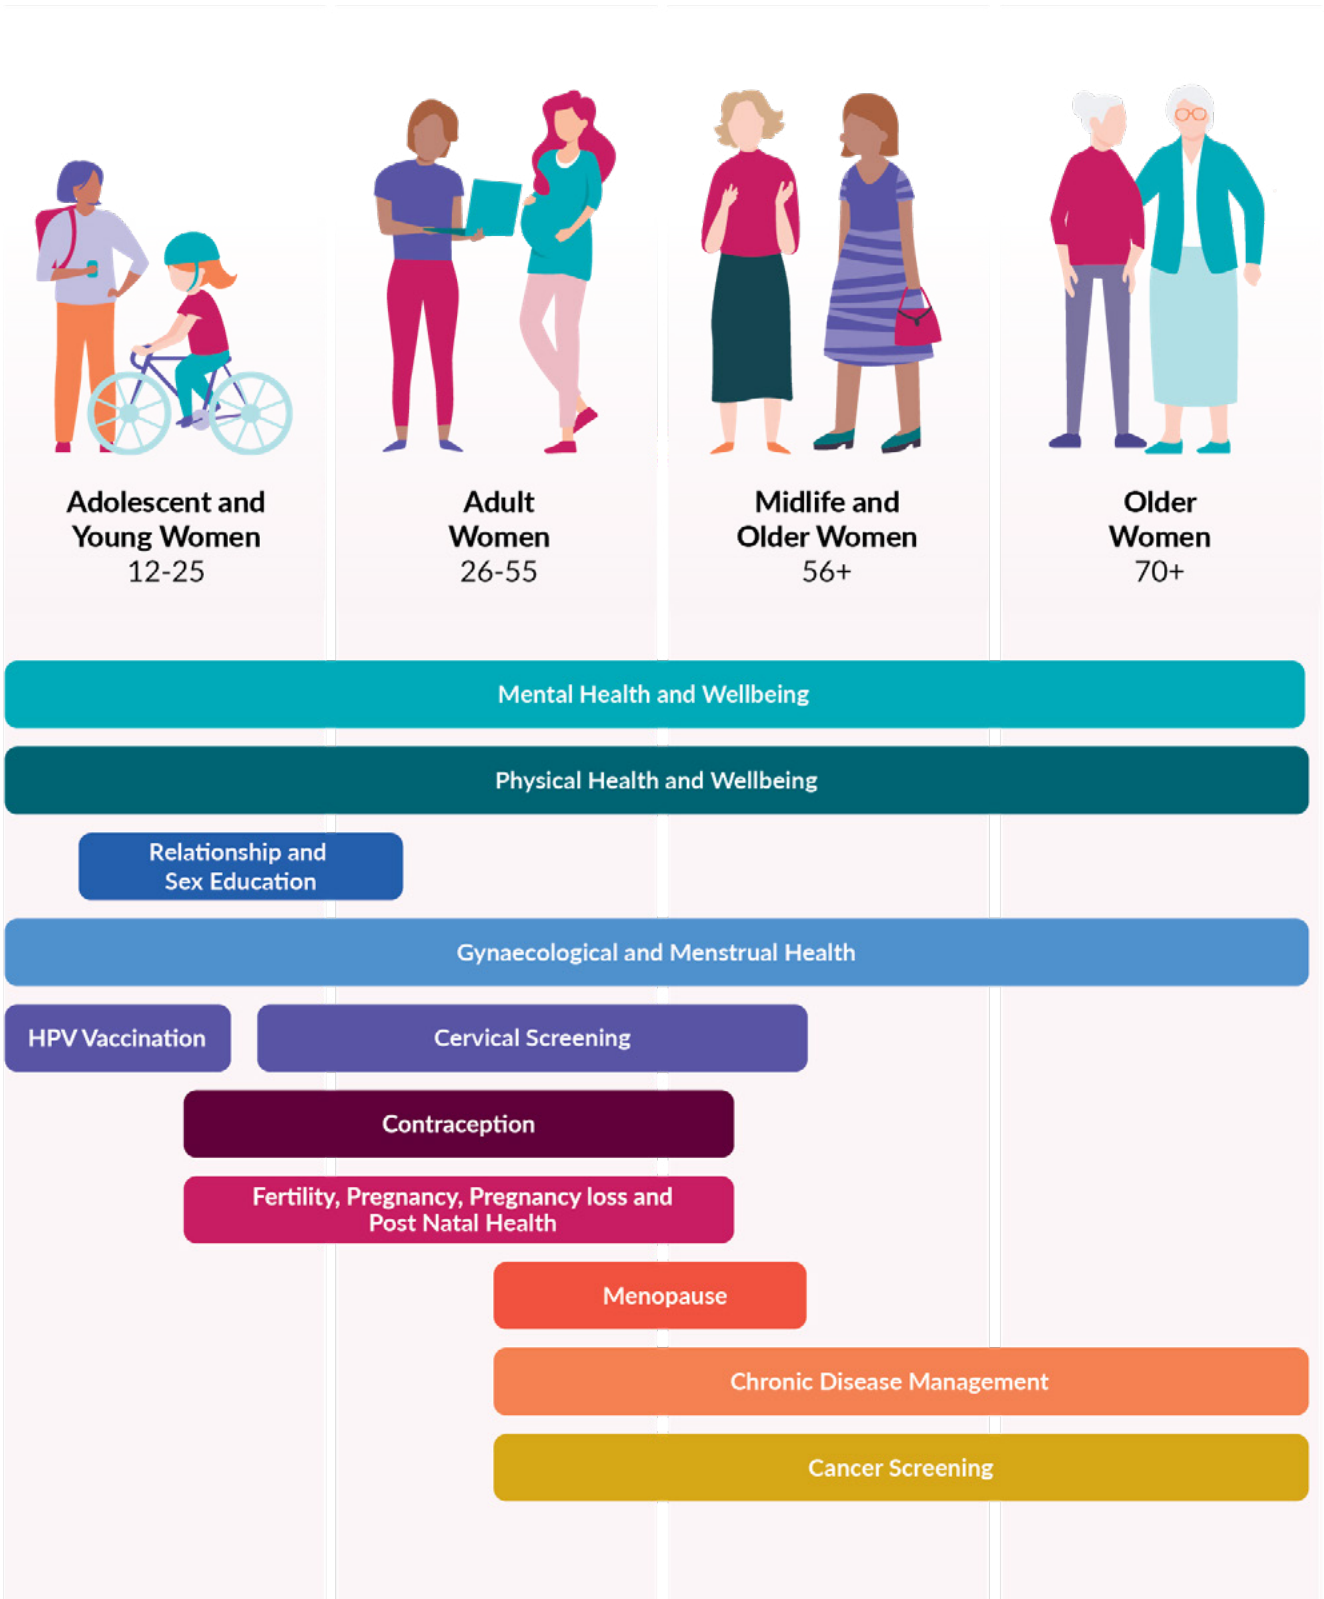 Adolescent and
Young Women
12-25
Adult
Women
26-55
Midlife and
Older Women
56+
Older
Women
70+
Mental Health and Wellbeing
Physical Health and Wellbeing
Relationship and
Sex Education
Gynaecological and Menstrual Health
HPV Vaccination
Cervical Screening
Contraception
Fertility, Pregnancy, Pregnancy loss and
Post Natal Health
Menopause
Chronic Disease Management
Cancer Screening